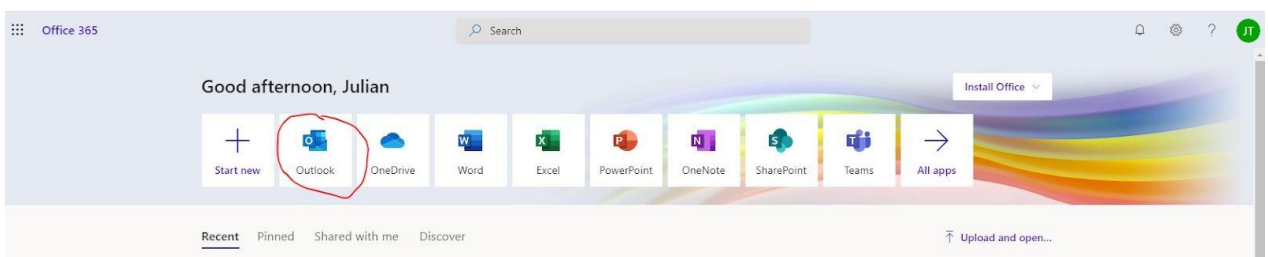 Office 365
Search
JT
Good afternoon, Julian
Install Office
Start new
Outlook
OneDrive
Word
Excel
PowerPoint
OneNote
SharePoint
Teams
All apps
Recent Pinned Shared with me Discover
Upload and open...